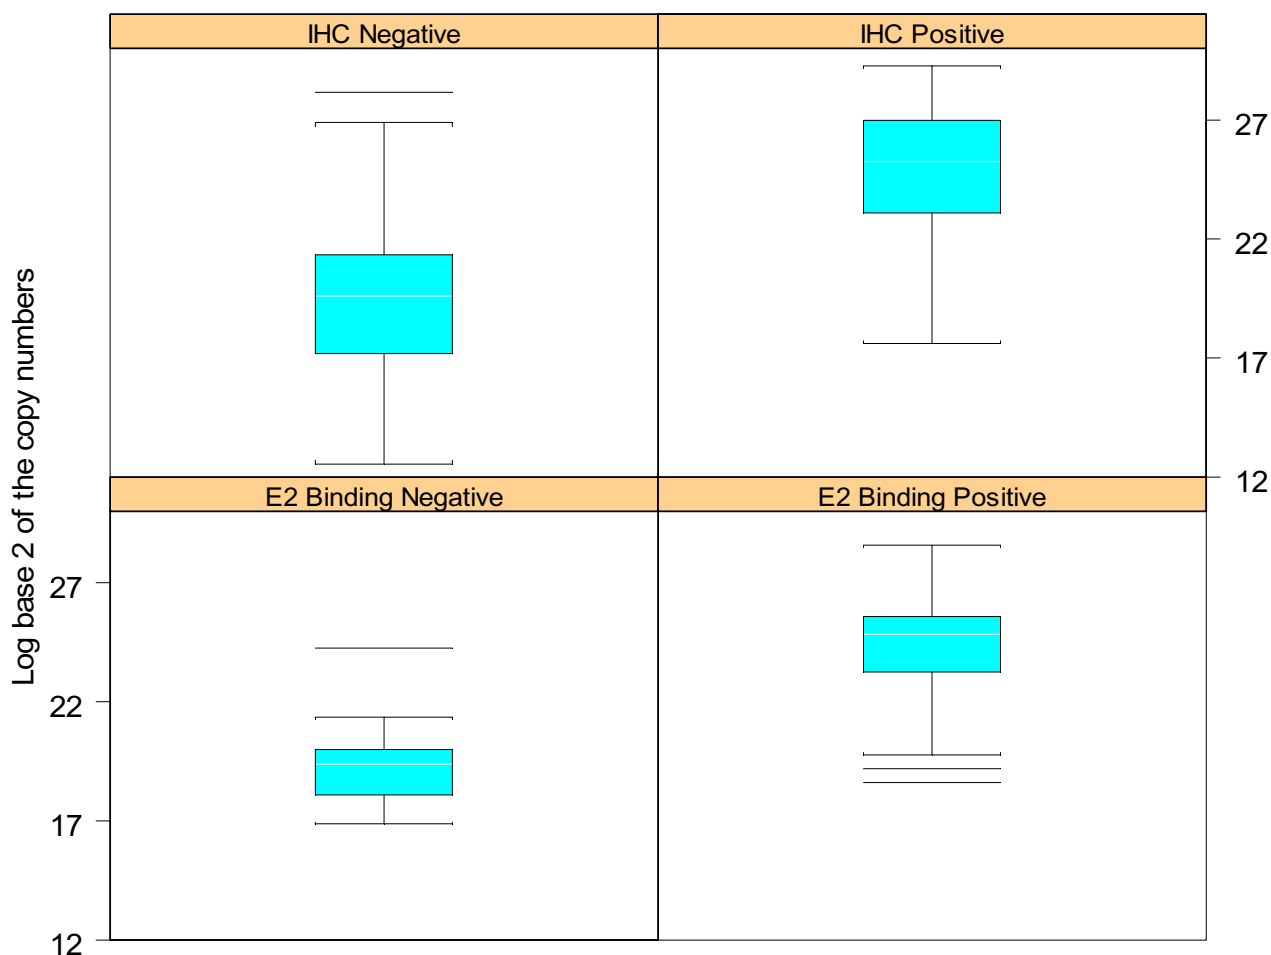 IHC Negative
IHC Positive
27
22
17
12
Log base 2 of the copy numbers
E2 Binding Negative
E2 Binding Positive
27
22
17
12